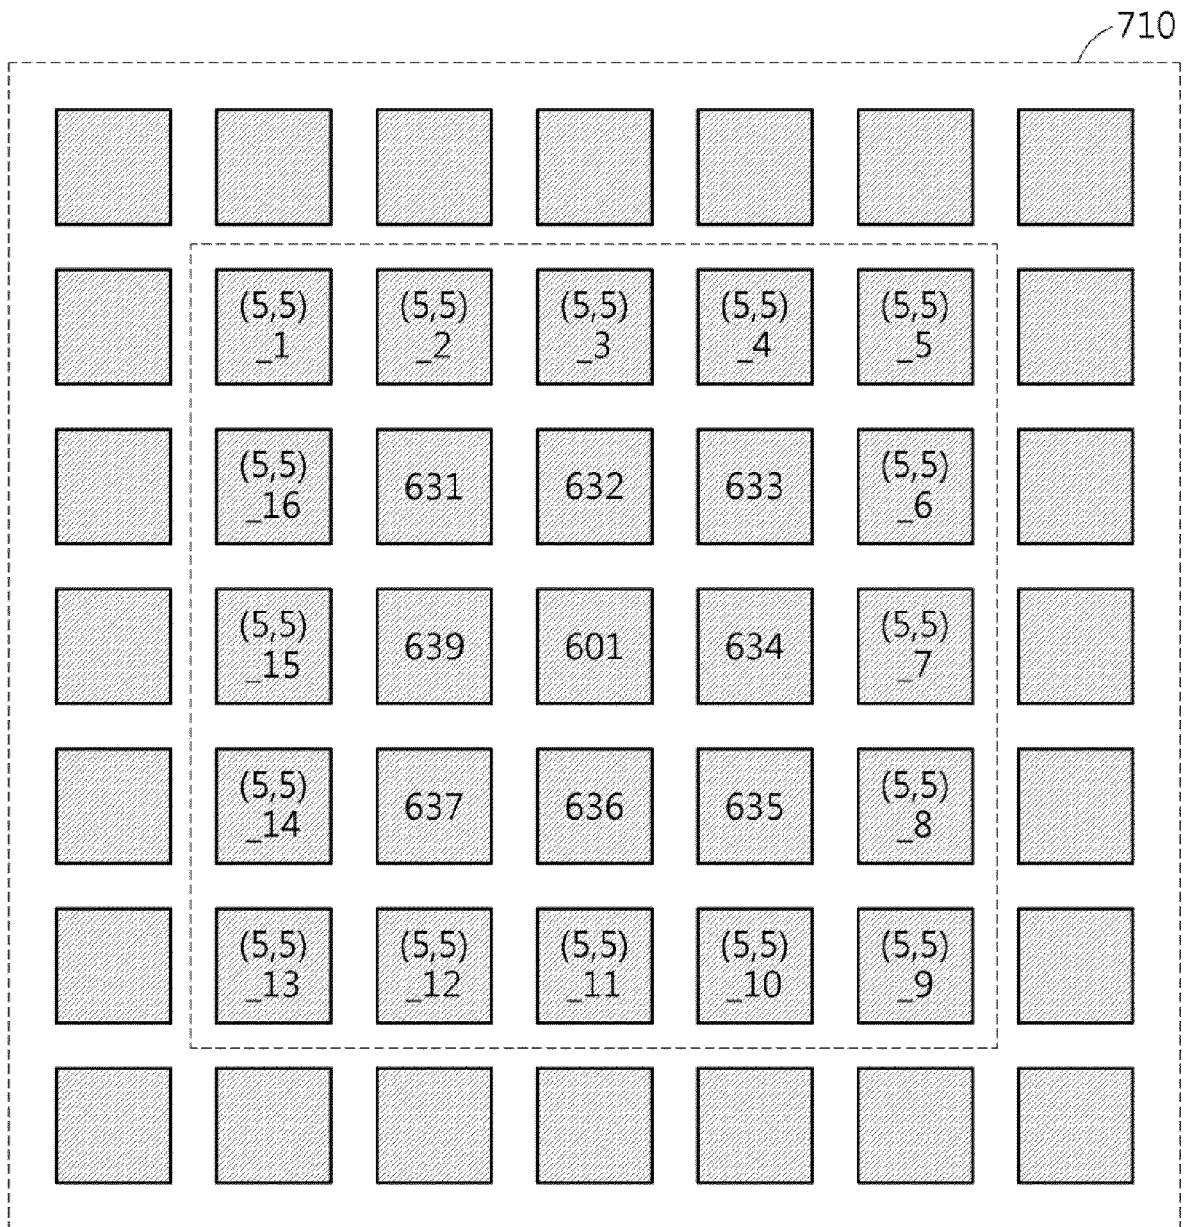 710
(5,5) (5,5) (5,5) (5,5) (5,5)
_1 _2 _3 _4 _5
(5,5) 631 632 633 (5,5)
_16 _6
(5,5) 639 601 634 (5,5)
_15 _7
(5,5) 637 636 635 (5,5)
_14 _8
(5,5) (5,5) (5,5) (5,5) (5,5)
_13 _12 _11 _10 _9